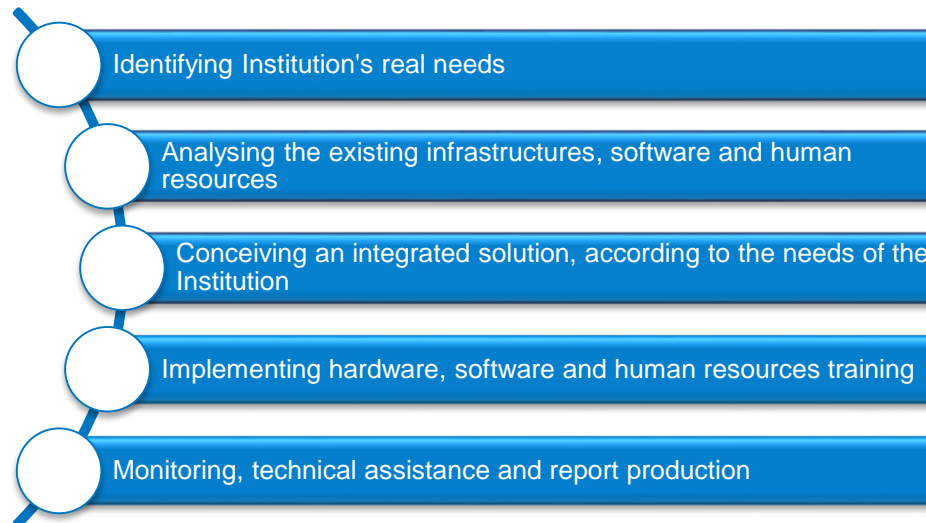 Identifying Institution's real needs
Analysing the existing infrastructures, software and human
resources
Conceiving an integrated solution, according to the needs of the
Institution
Implementing hardware, software and human resources training
Monitoring, technical assistance and report production